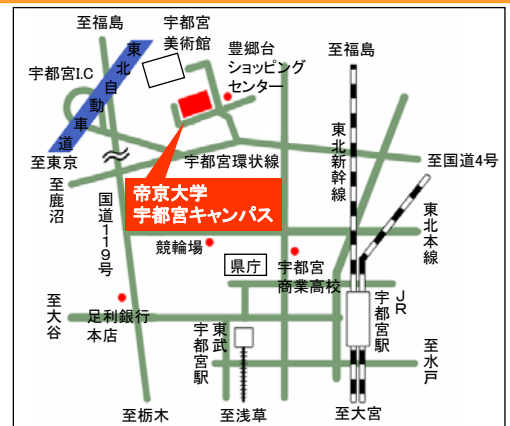 至福島
宇都宮
美術館
豊郷台
ショッピング
センター
至福島
東北自動車道
宇都宮I.C
至東京
宇都宮環状線
東北新幹線
至国道4号
至鹿沼
帝京大学
宇都宮キャンパス
国道119号
東北本線
競輪場
県庁
宇都宮
商業高校
至大谷
足利銀行
本店
東武
宇都宮駅
JR
宇都宮駅
至水戸
至栃木
至浅草
至大宮